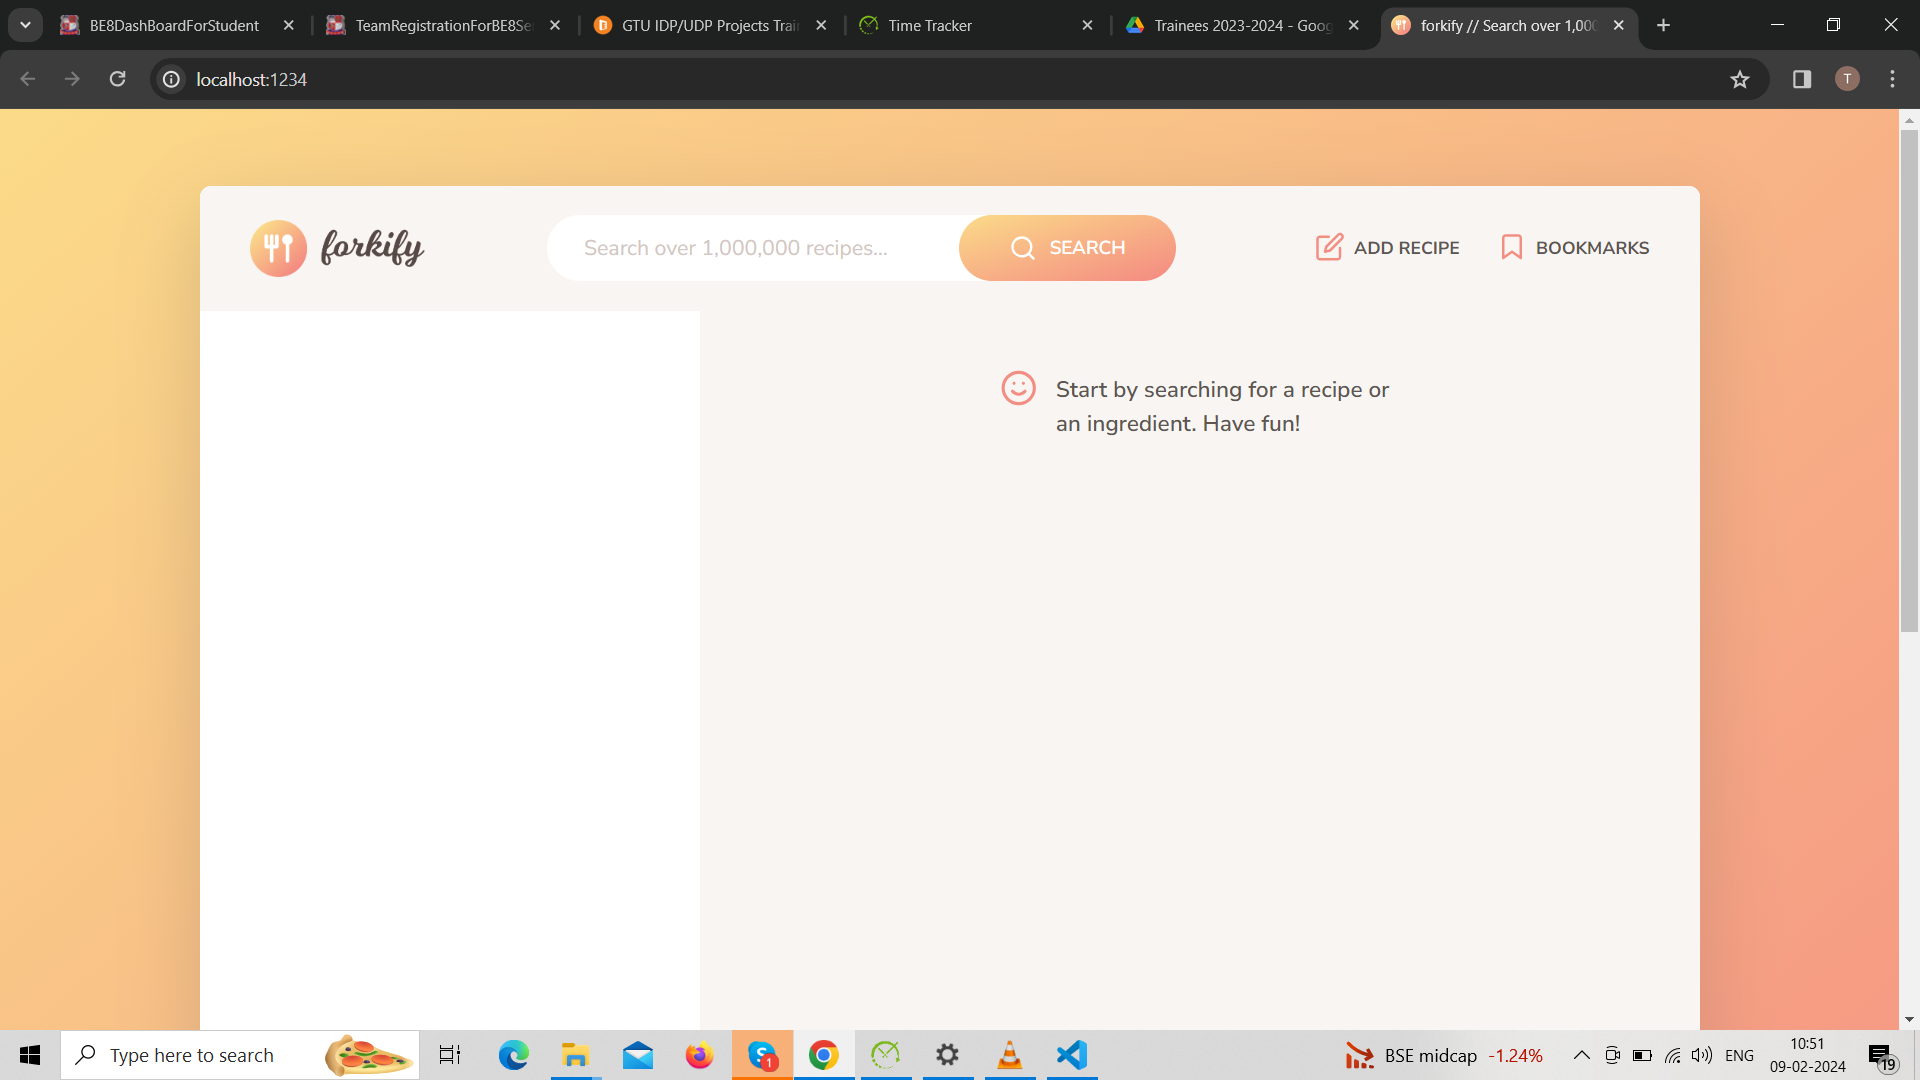 BE8DashBoardForStudent
TeamRegistrationForBE8Se
GTU IDP/UDP Projects Trai
Time Tracker
Trainees 2023-2024 - Goog
forkify // Search over 1,000
localhost:1234
T
forkify
Search over 1,000,000 recipes...
SEARCH
ADD RECIPE
BOOKMARKS
Start by searching for a recipe or
an ingredient. Have fun!
Type here to search
1
BSE midcap -1.24%
ENG
10:51
09-02-2024
19